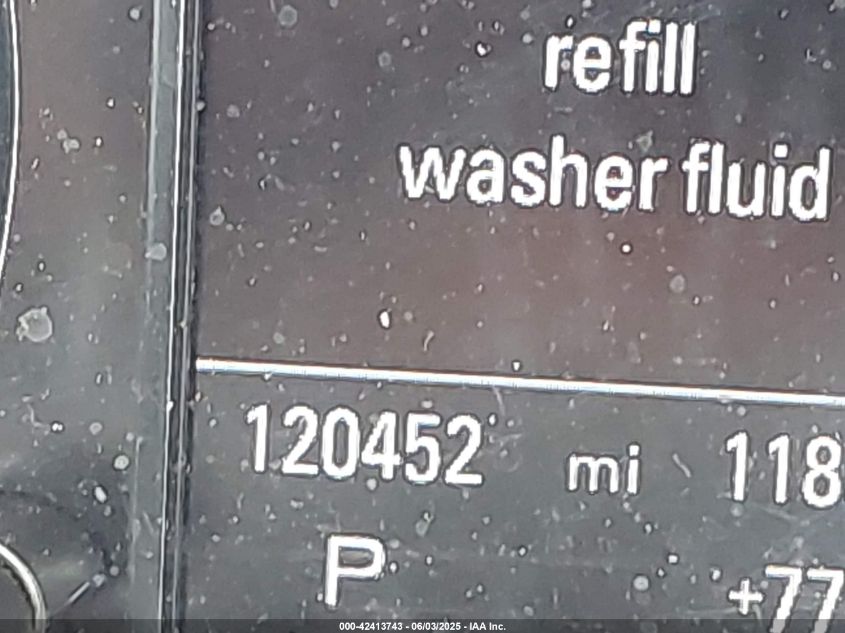 refill
washer fluid
120452 mi 118
P +77
000-42413743 - 06/03/2025 - IAA Inc.